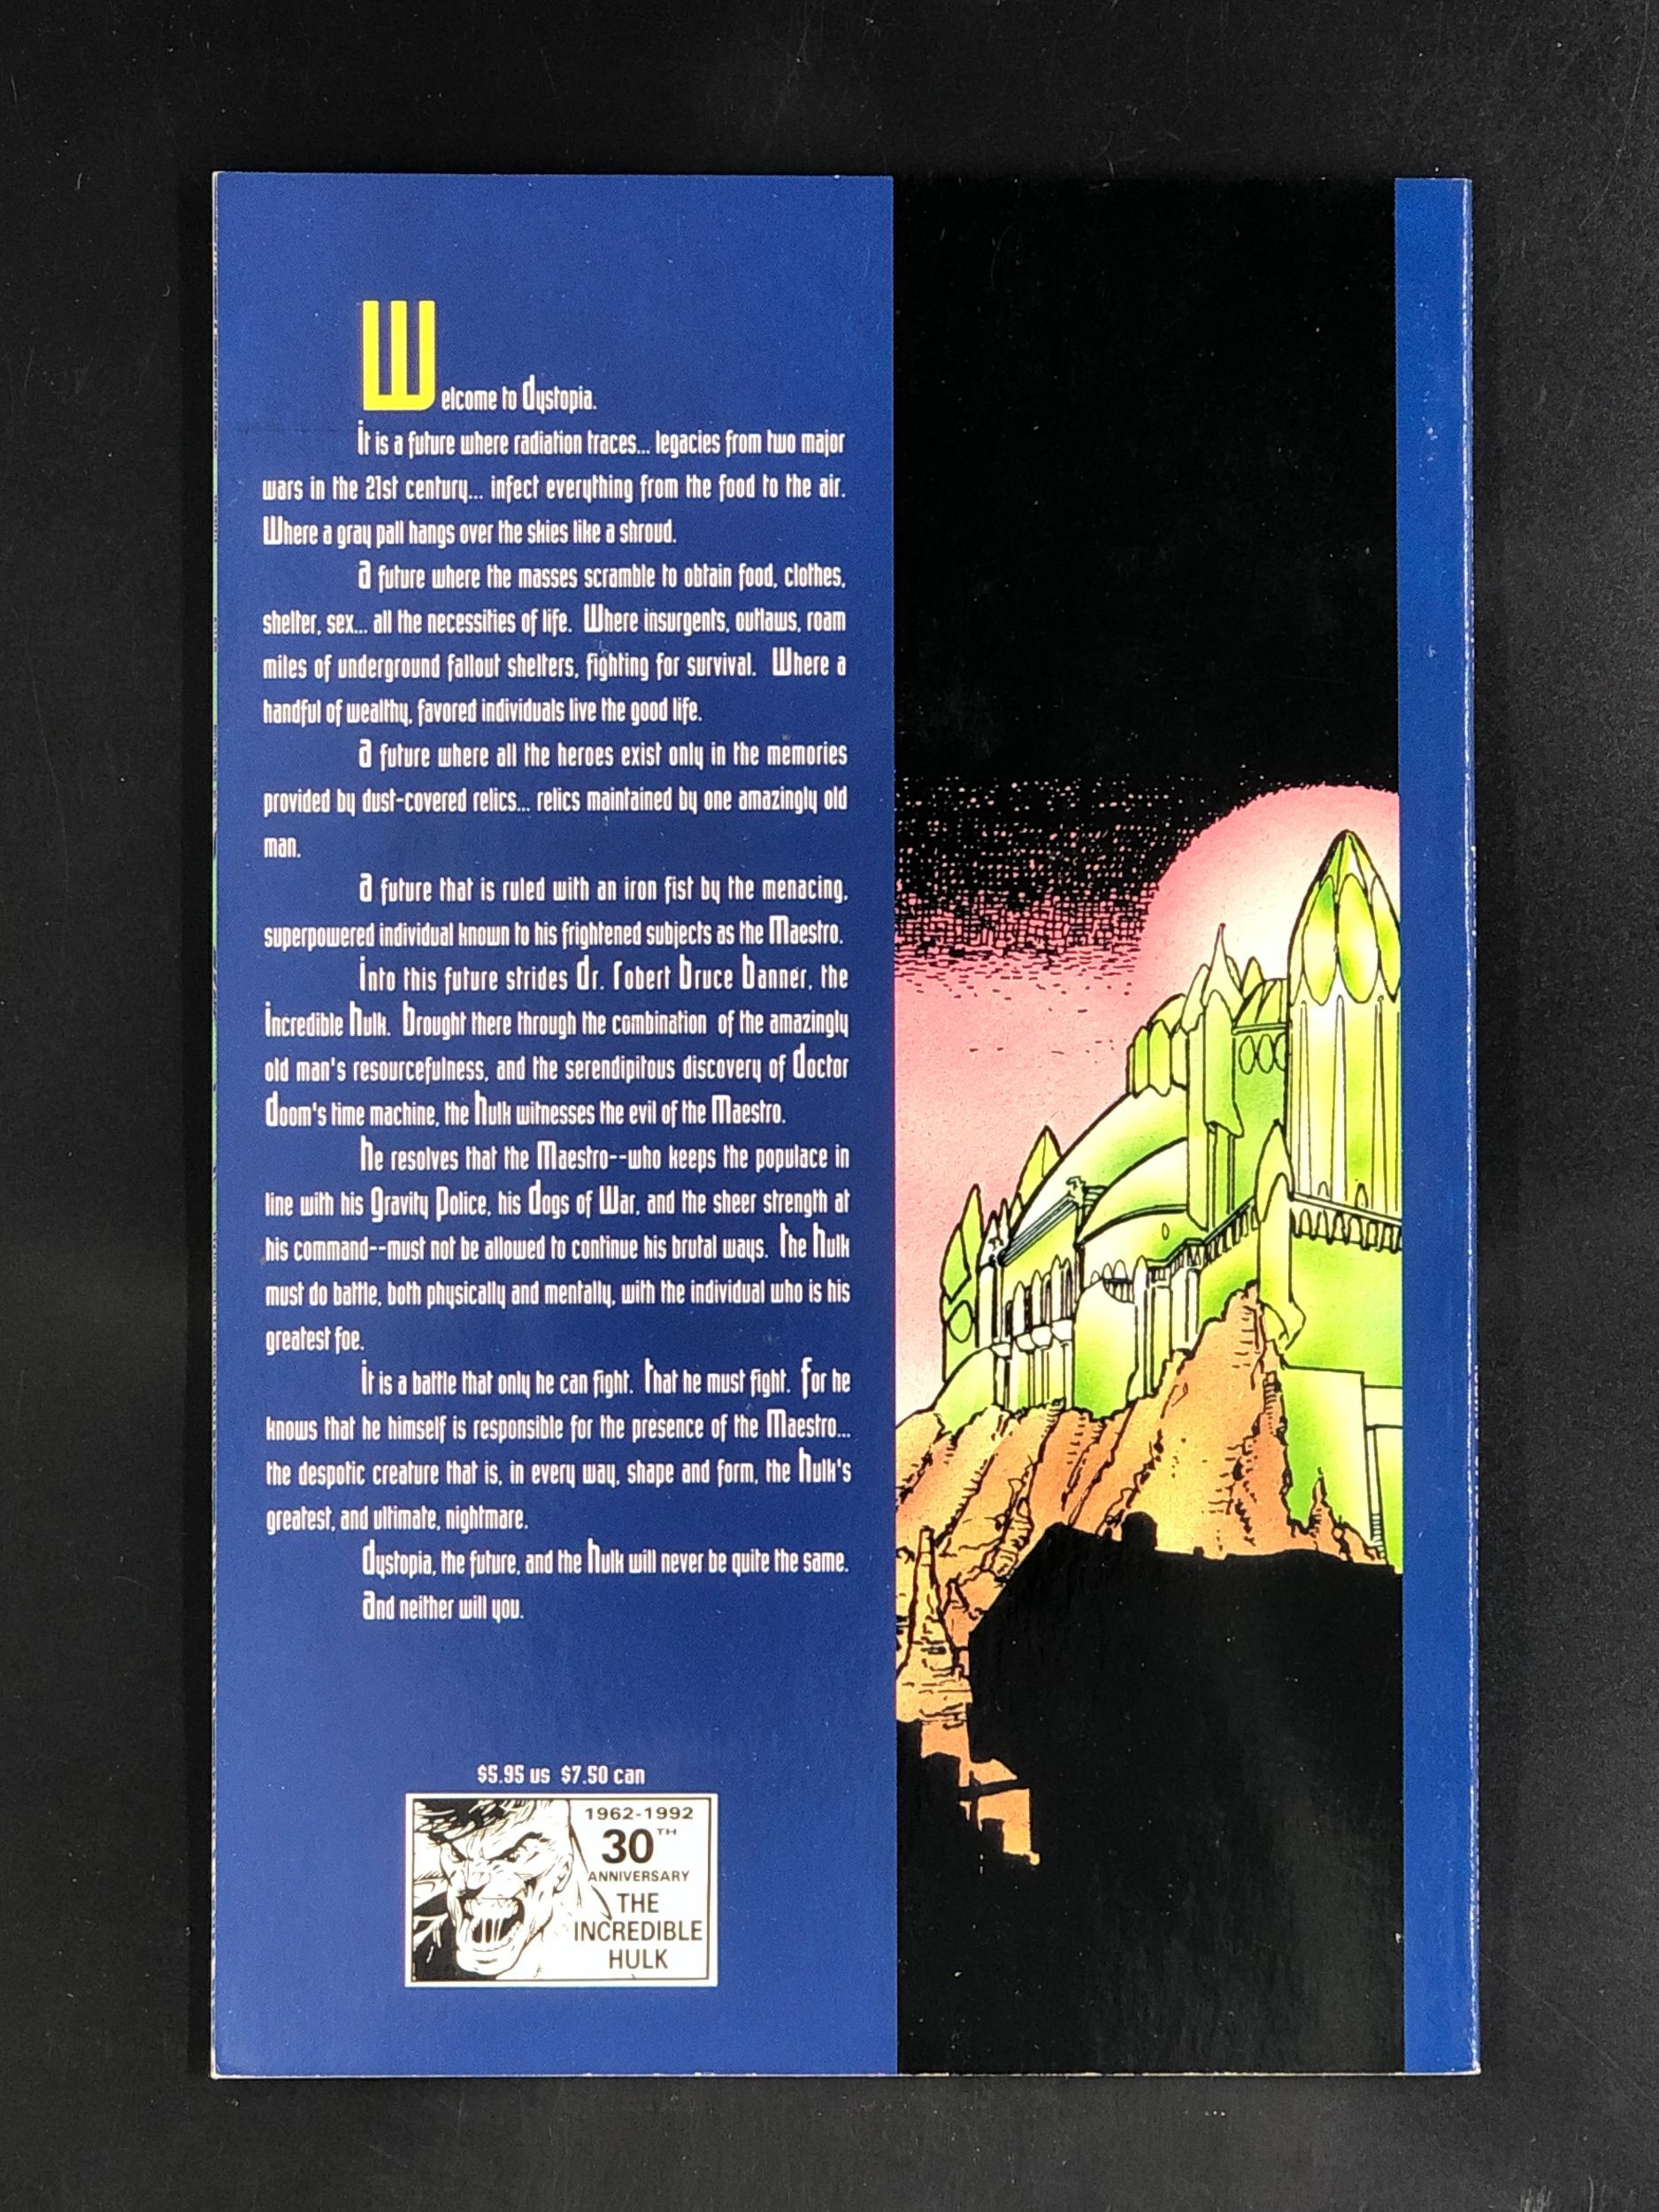 Welcome to dystopia.
It is a future where radiation traces... legacies from two major
wars in the 21st century... infect everything from the food to the air.
Where a gray pall hangs over the skies like a shroud.
a future where the masses scramble to obtain food, clothes,
shelter, sex... all the necessities of life. Where insurgents, outlaws, roam
miles of underground fallout shelters, fighting for survival. Where a
handful of wealthy, favored individuals live the good life.
a future where all the heroes exist only in the memories
provided by dust-covered relics... relics maintained by one amazingly old
man.
a future that is ruled with an iron fist by the menacing,
superpowered individual known to his frightened subjects as the Maestro.
Into this future strides dr. robert bruce banner, the
incredible hulk. brought there through the combination of the amazingly
old man's resourcefulness, and the serendipitous discovery of doctor
doom's time machine, the hulk witnesses the evil of the Maestro.
he resolves that the Maestro--who keeps the populace in
line with his gravity police, his dogs of War, and the sheer strength at
his command--must not be allowed to continue his brutal ways. the hulk
must do battle, both physically and mentally, with the individual who is his
greatest foe.
It is a battle that only he can fight. that he must fight. for he
knows that he himself is responsible for the presence of the Maestro...
the despotic creature that is, in every way, shape and form, the hulk's
greatest, and ultimate, nightmare.
dystopia, the future, and the hulk will never be quite the same.
and neither will you.
$5.95 us $7.50 can
1962-1992
30TH
ANNIVERSARY
THE
INCREDIBLE
HULK